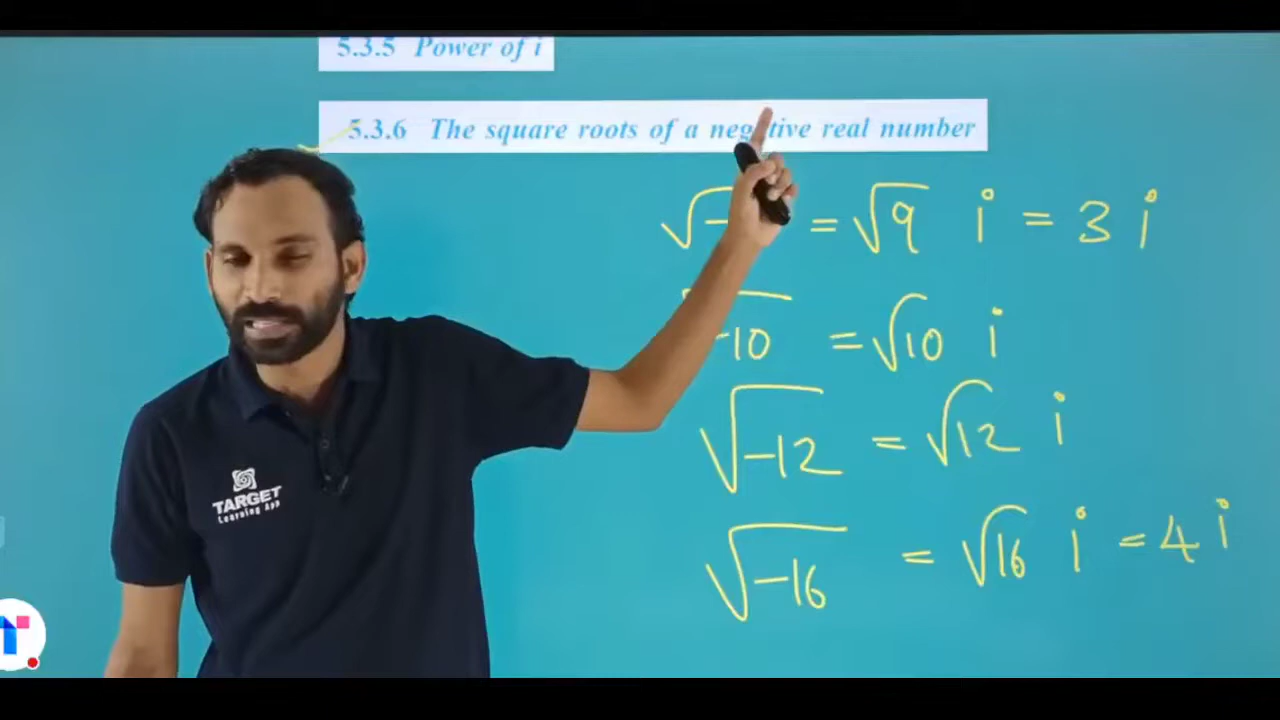 5.3.5 Power of i
5.3.6 The square roots of a negative real number
√- = √9 i = 3 i
-10 = √10 i
√-12 = √12 i
√-16 = √16 i = 4 i
TARGET
Learning App